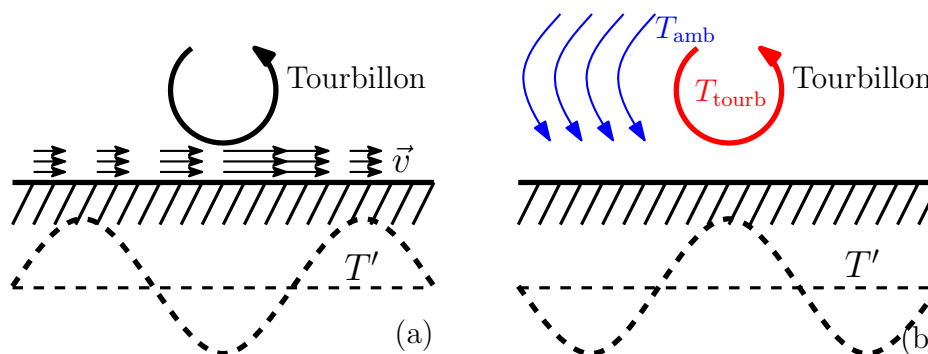 Tourbillon
v⃗
T′
(a)
T_amb
T_tourb
Tourbillon
T′
(b